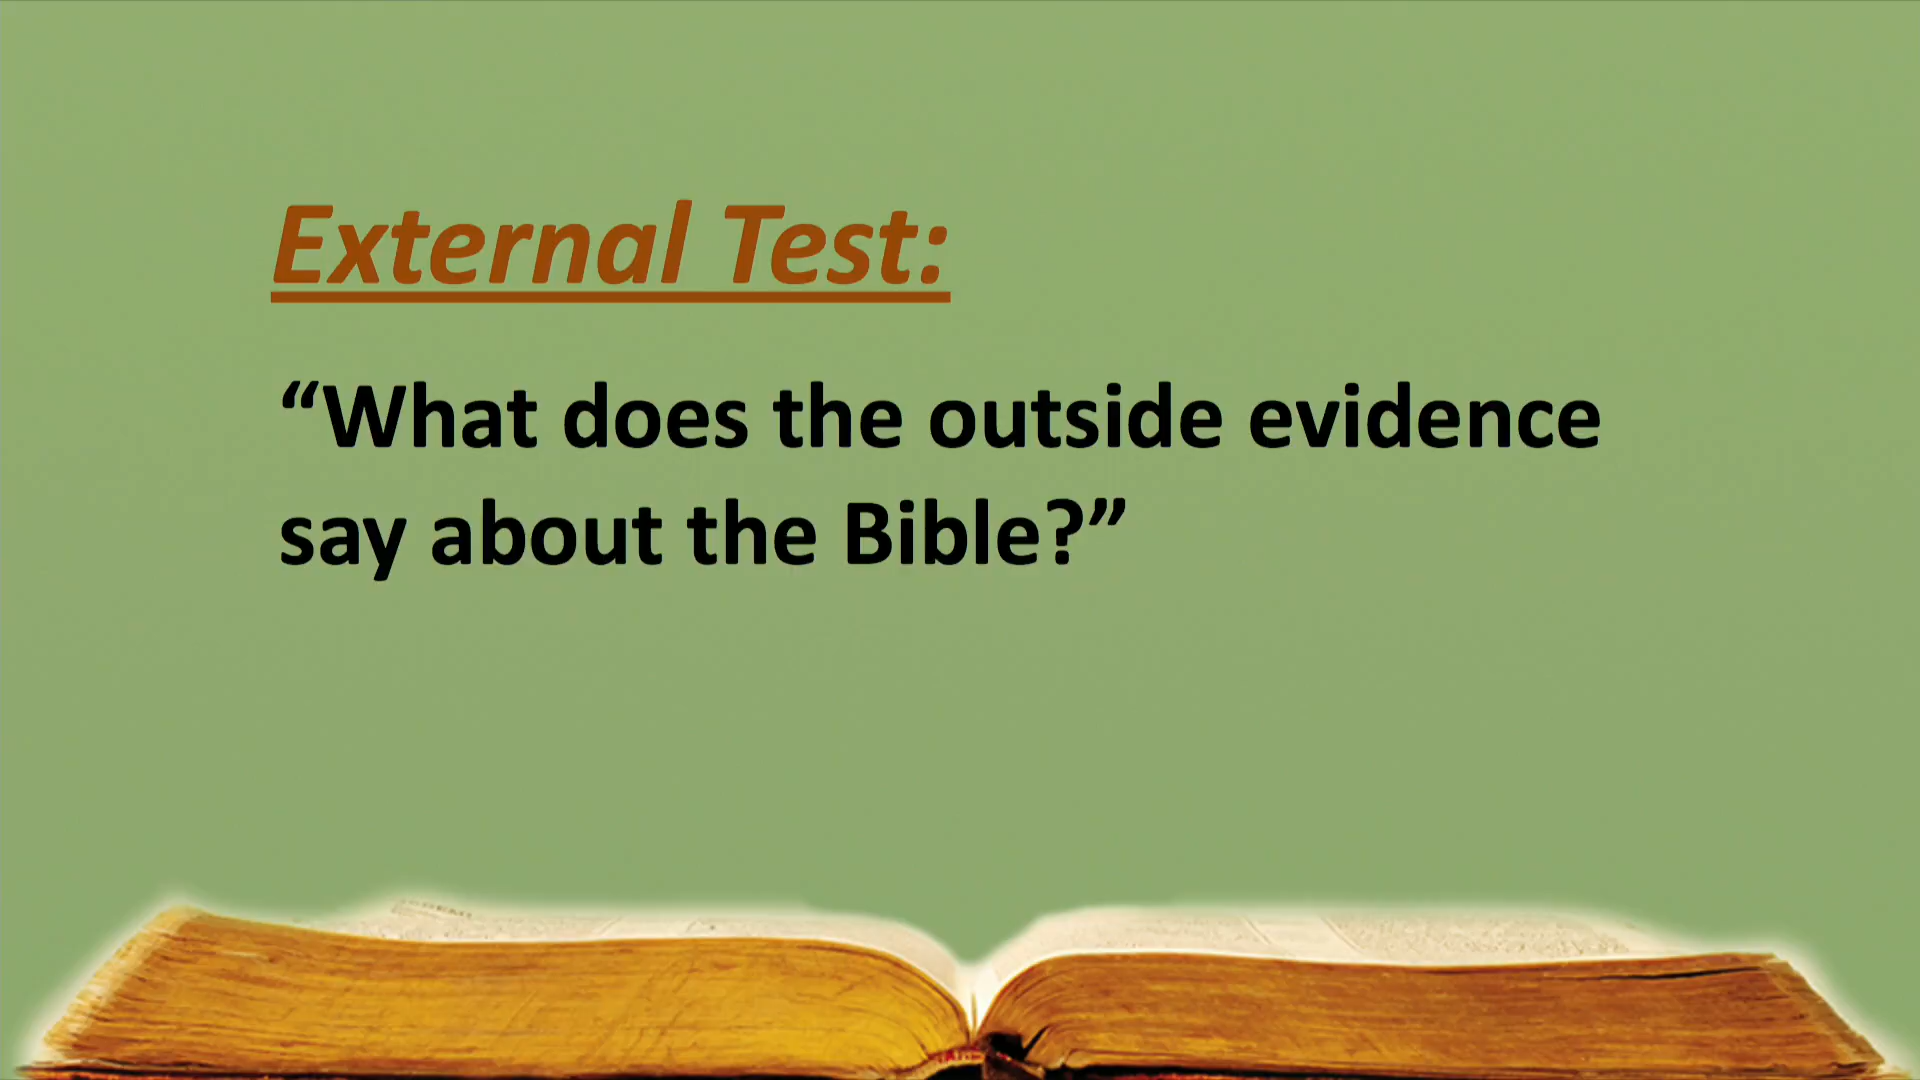 External Test:
“What does the outside evidence
say about the Bible?”